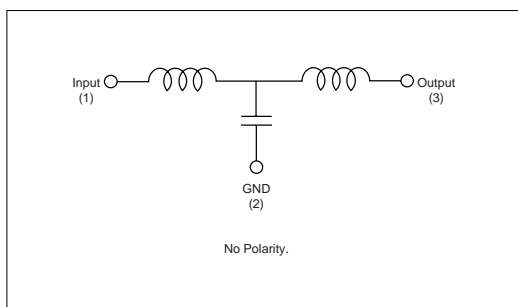 Input
(1)
Output
(3)
GND
(2)
No Polarity.